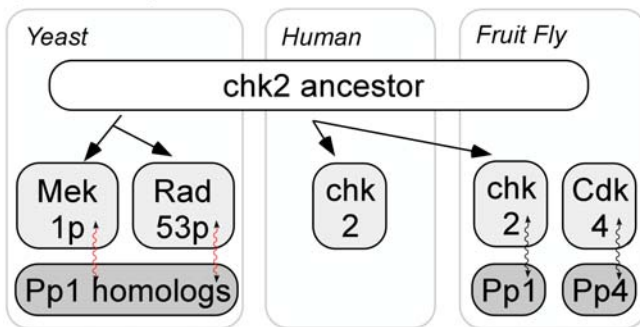 Yeast
Human
Fruit Fly
chk2 ancestor
Mek
1p
Rad
53p
chk
2
chk
2
Cdk
4
Pp1 homologs
Pp1
Pp4